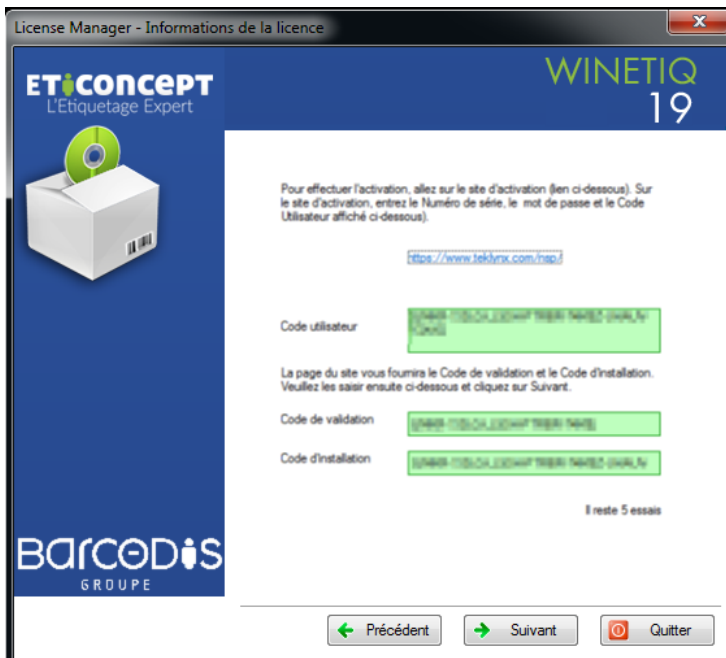 License Manager - Informations de la licence
ETiCONCEPT
L'Etiquetage Expert
WINETIQ
19
Pour effectuer l'activation, allez sur le site d'activation (lien ci-dessous). Sur
le site d'activation, entrez le Numéro de série, le mot de passe et le Code
Utilisateur affiché ci-dessous).
https://www.teklynx.com/nsp/
Code utilisateur
La page du site vous fournira le Code de validation et le Code d'Installation.
Veuillez les saisir ensuite ci-dessous et cliquez sur Suivant.
Code de validation
Code d'Installation
Il reste 5 essais
BARCODiS
GROUPE
Précédent
Suivant
Quitter